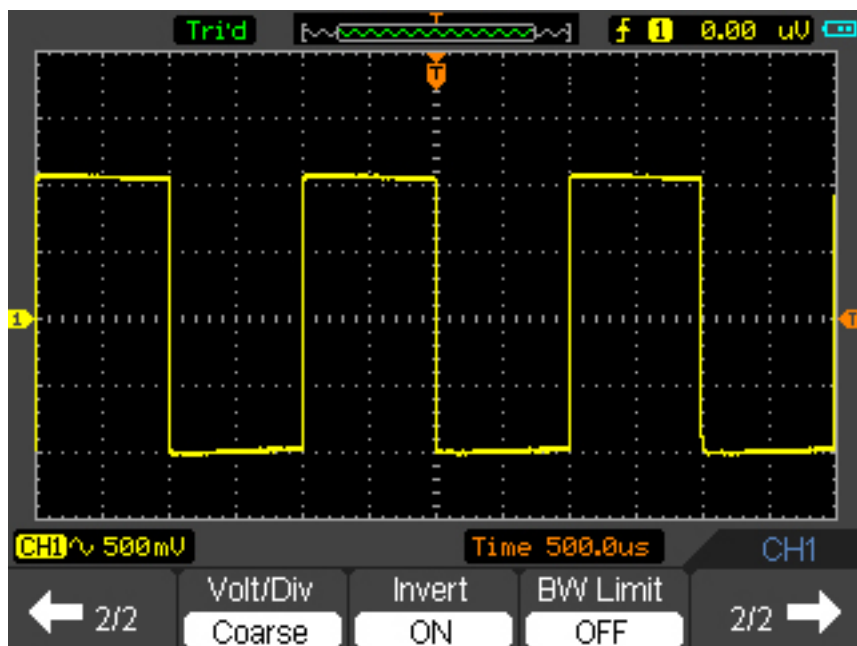 Tri'd T f 1 0.00 uV
T
1 T
CH1 500mV Time 500.0us CH1
2/2 Volt/Div Invert BW Limit 2/2
Coarse ON OFF